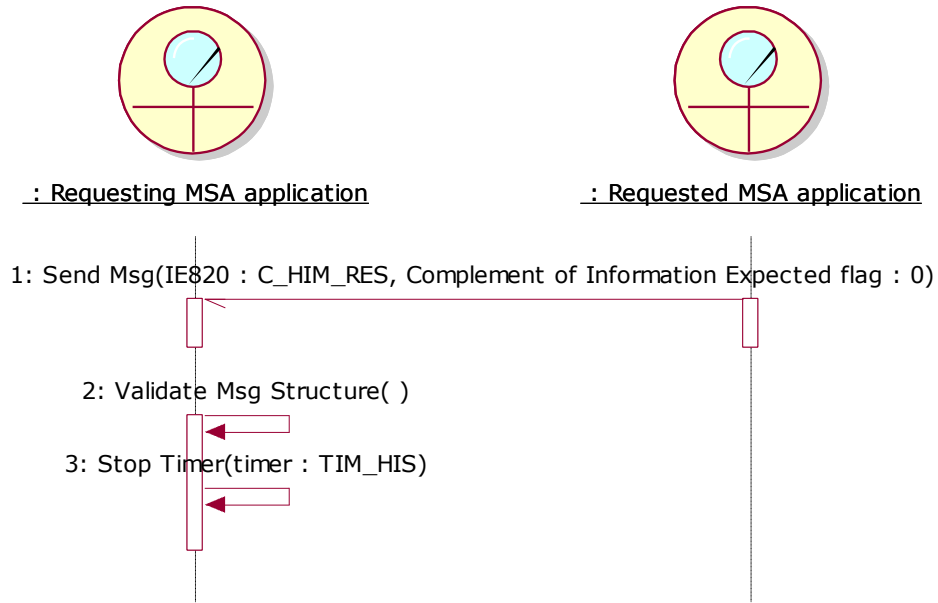 : Requesting MSA application
: Requested MSA application
1: Send Msg(IE820 : C_HIM_RES, Complement of Information Expected flag : 0)
2: Validate Msg Structure( )
3: Stop Timer(timer : TIM_HIS)